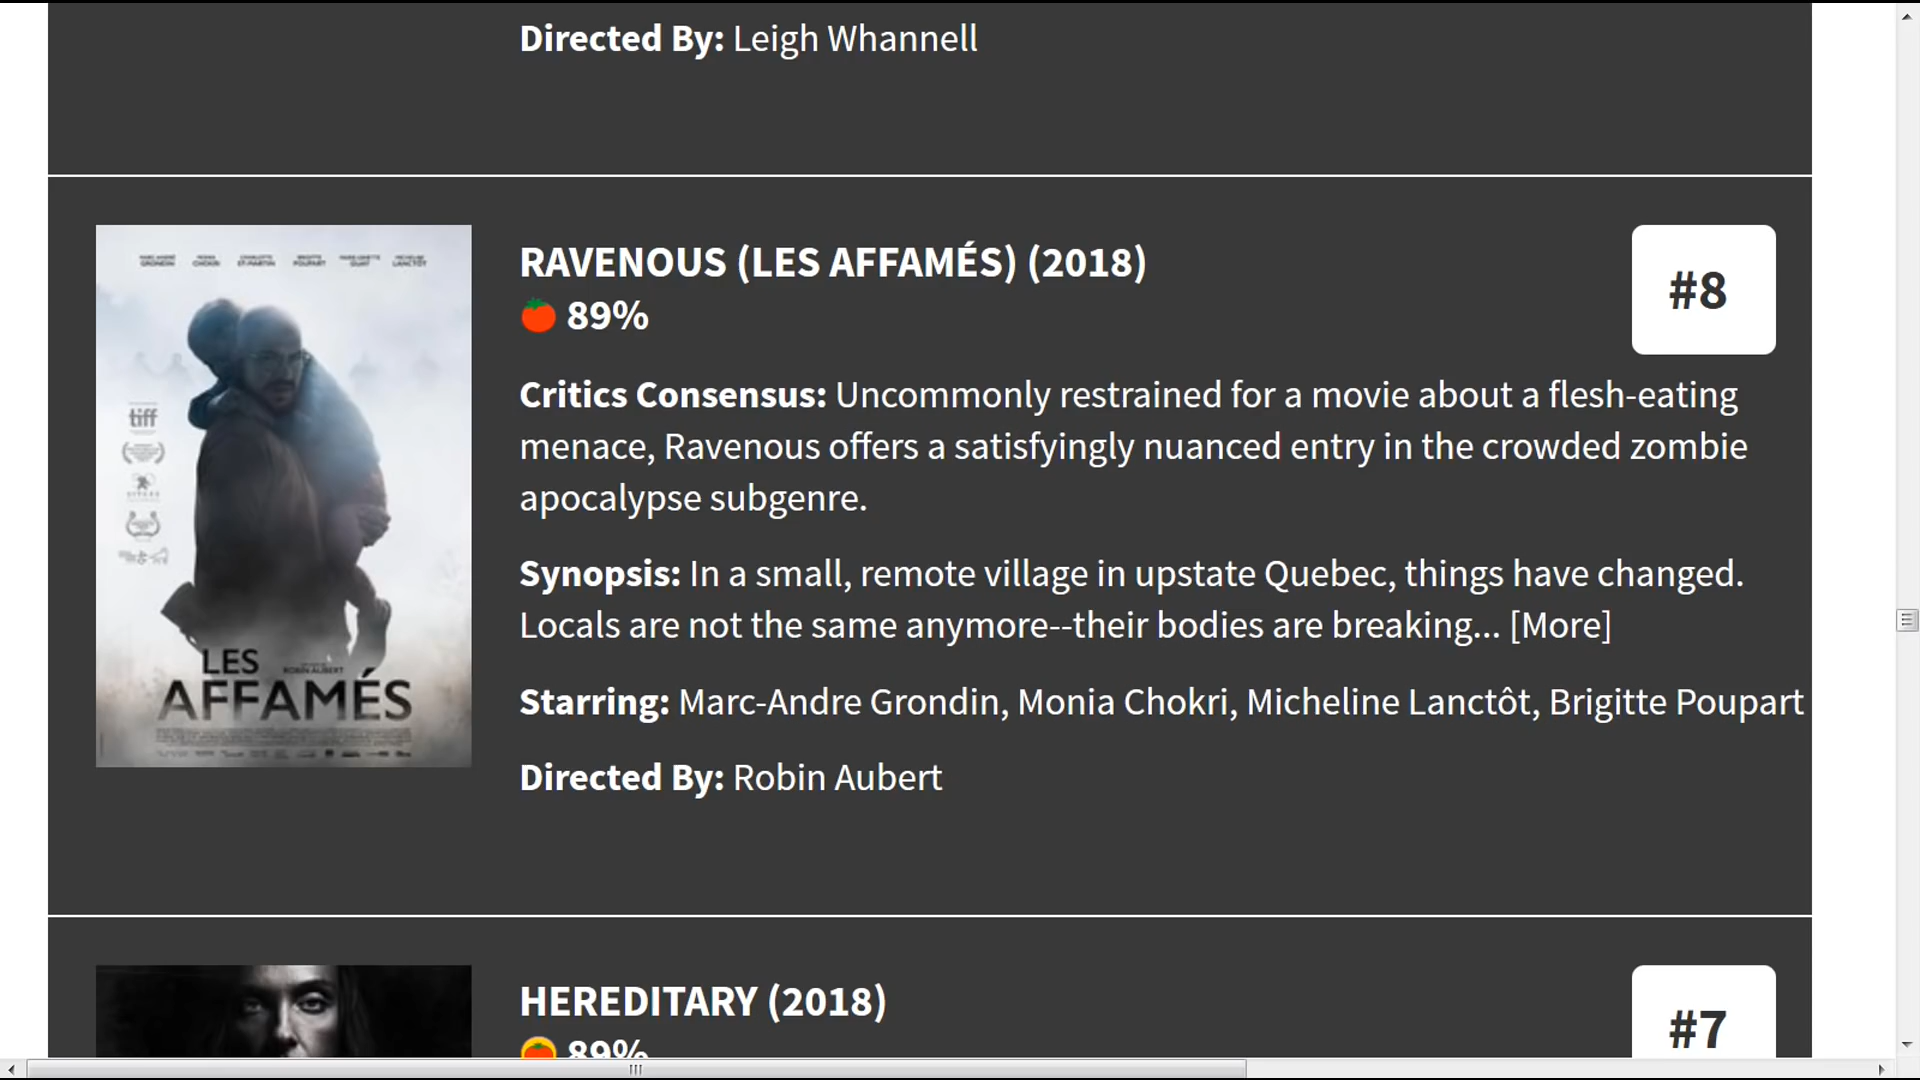 Directed By: Leigh Whannell
RAVENOUS (LES AFFAMÉS) (2018)
#8
89%
Critics Consensus: Uncommonly restrained for a movie about a flesh-eating
menace, Ravenous offers a satisfyingly nuanced entry in the crowded zombie
apocalypse subgenre.
Synopsis: In a small, remote village in upstate Quebec, things have changed.
Locals are not the same anymore--their bodies are breaking... [More]
Starring: Marc-Andre Grondin, Monia Chokri, Micheline Lanctôt, Brigitte Poupart
Directed By: Robin Aubert
tiff
LES
ROBIN AUBERT
AFFAMÉS
HEREDITARY (2018)
#7
89%